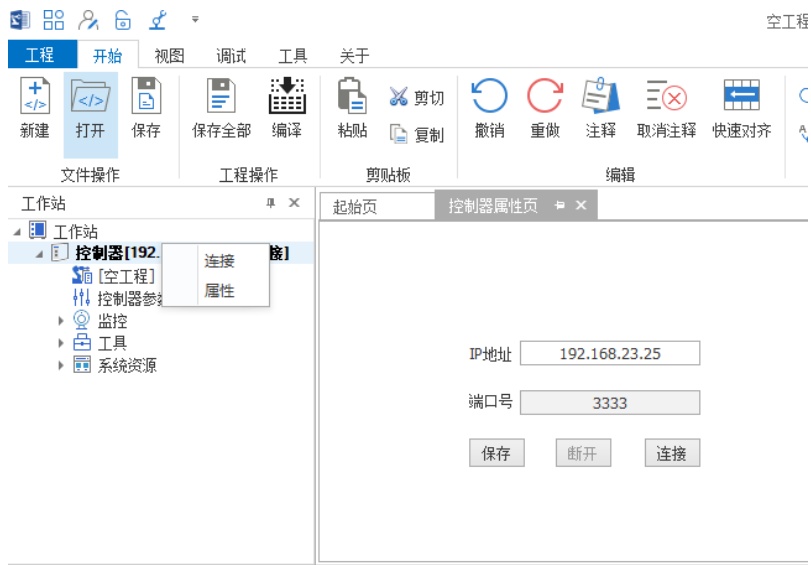 空工程
工程 开始 视图 调试 工具 关于
新建 打开 保存 保存全部 编译 粘贴 剪切 复制 撤销 重做 注释 取消注释 快速对齐
文件操作 工程操作 剪贴板 编辑
工作站
起始页 控制器属性页
工作站
控制器[192. 接]
连接
属性
[空工程]
控制器参
监控
工具
系统资源
IP地址 192.168.23.25
端口号 3333
保存 断开 连接